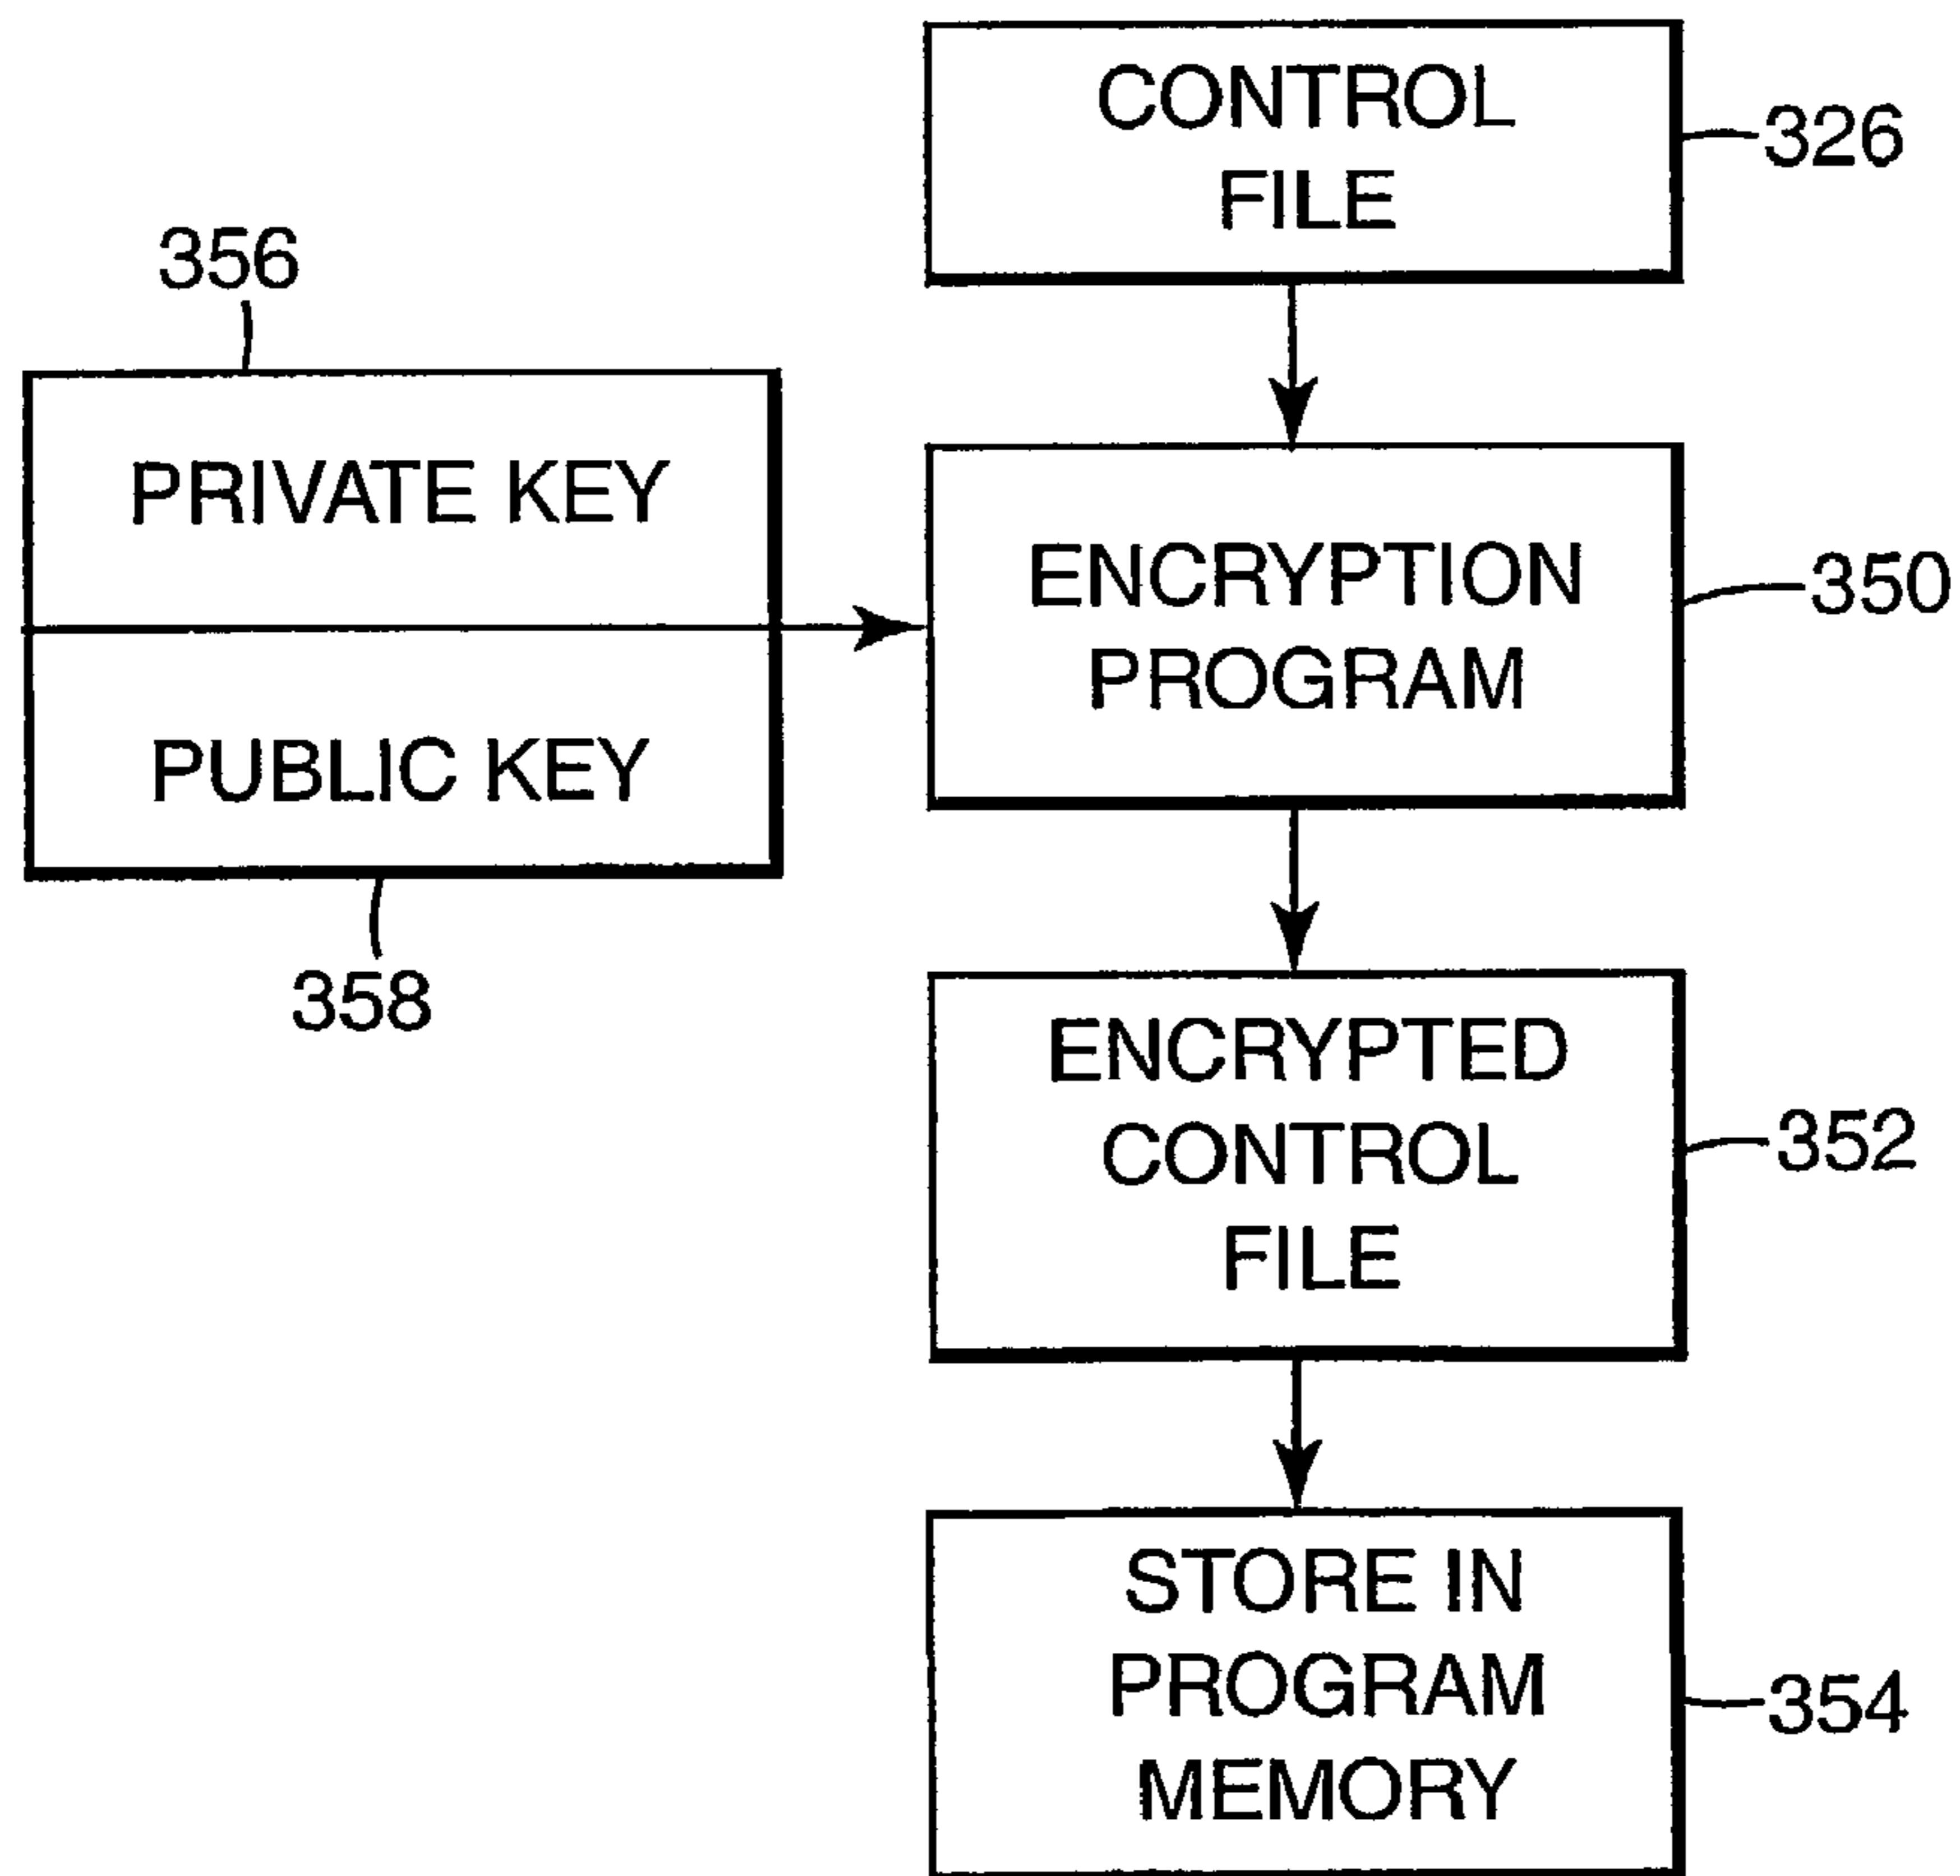 CONTROL
FILE
326
356
PRIVATE KEY
PUBLIC KEY
358
ENCRYPTION
PROGRAM
350
ENCRYPTED
CONTROL
FILE
352
STORE IN
PROGRAM
MEMORY
354